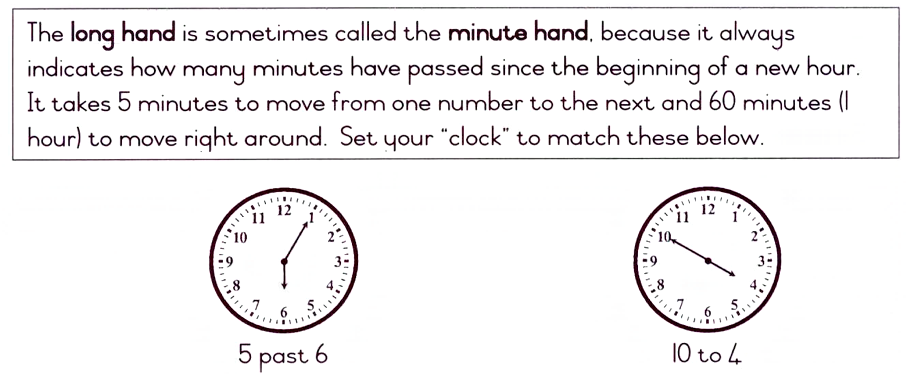 The long hand is sometimes called the minute hand, because it always
indicates how many minutes have passed since the beginning of a new hour.
It takes 5 minutes to move from one number to the next and 60 minutes (1
hour) to move right around. Set your “clock” to match these below.
12
11 1
10 2
9 3
8 4
7 5
6
5 past 6
12
11 1
10 2
9 3
8 4
7 5
6
10 to 4